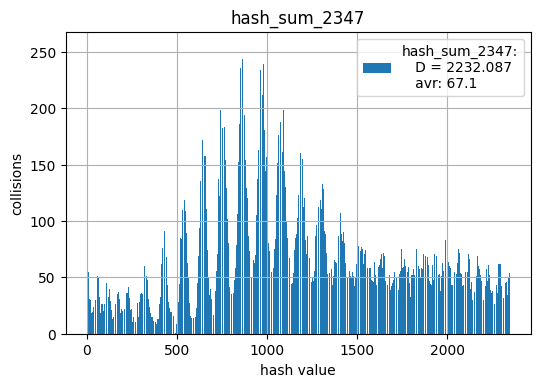 hash_sum_2347
hash_sum_2347:
D = 2232.087
avr: 67.1
collisions
250
200
150
100
50
0
0
500
1000
1500
2000
hash value